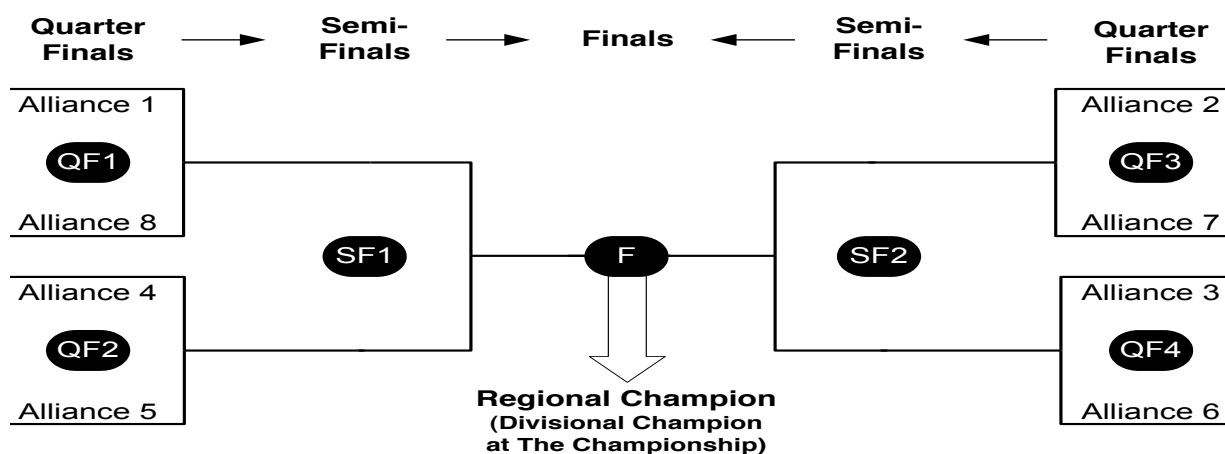 Quarter
Finals
Semi-
Finals
Finals
Semi-
Finals
Quarter
Finals
Alliance 1
QF1
Alliance 8
Alliance 4
QF2
Alliance 5
SF1
F
SF2
Alliance 2
QF3
Alliance 7
Alliance 3
QF4
Alliance 6
Regional Champion
(Divisional Champion
at The Championship)